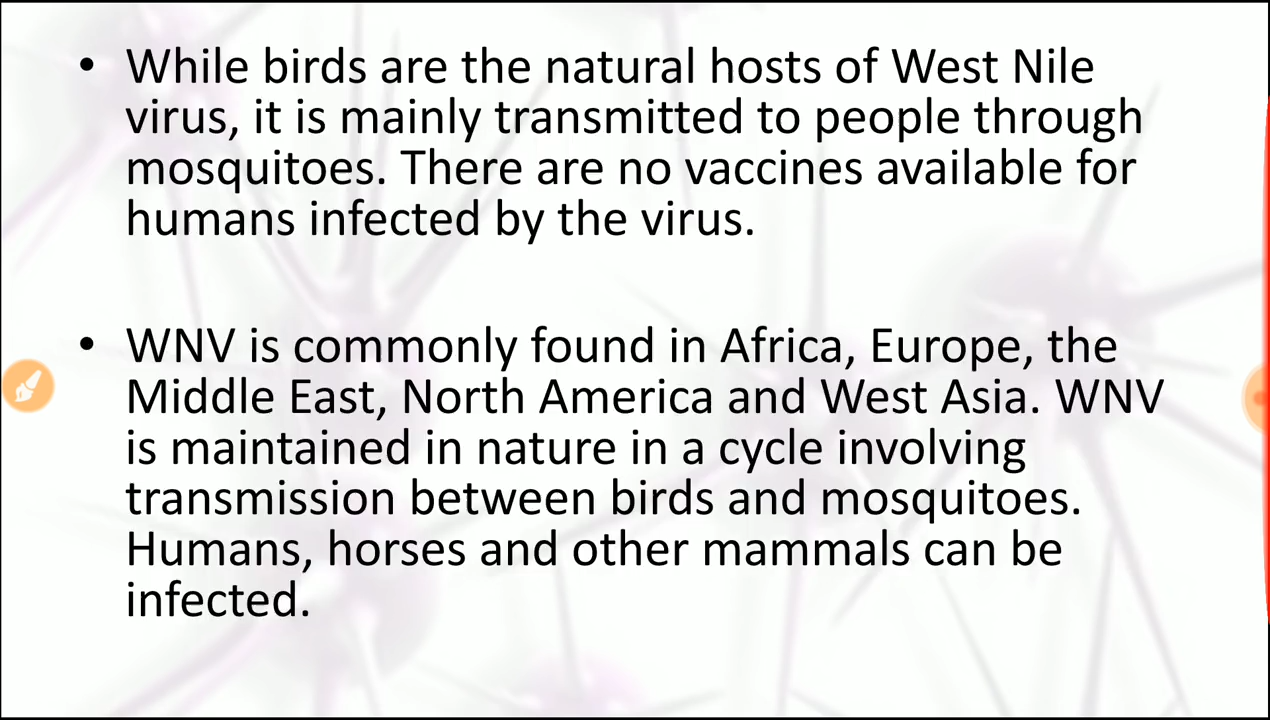 • While birds are the natural hosts of West Nile
virus, it is mainly transmitted to people through
mosquitoes. There are no vaccines available for
humans infected by the virus.
• WNV is commonly found in Africa, Europe, the
Middle East, North America and West Asia. WNV
is maintained in nature in a cycle involving
transmission between birds and mosquitoes.
Humans, horses and other mammals can be
infected.